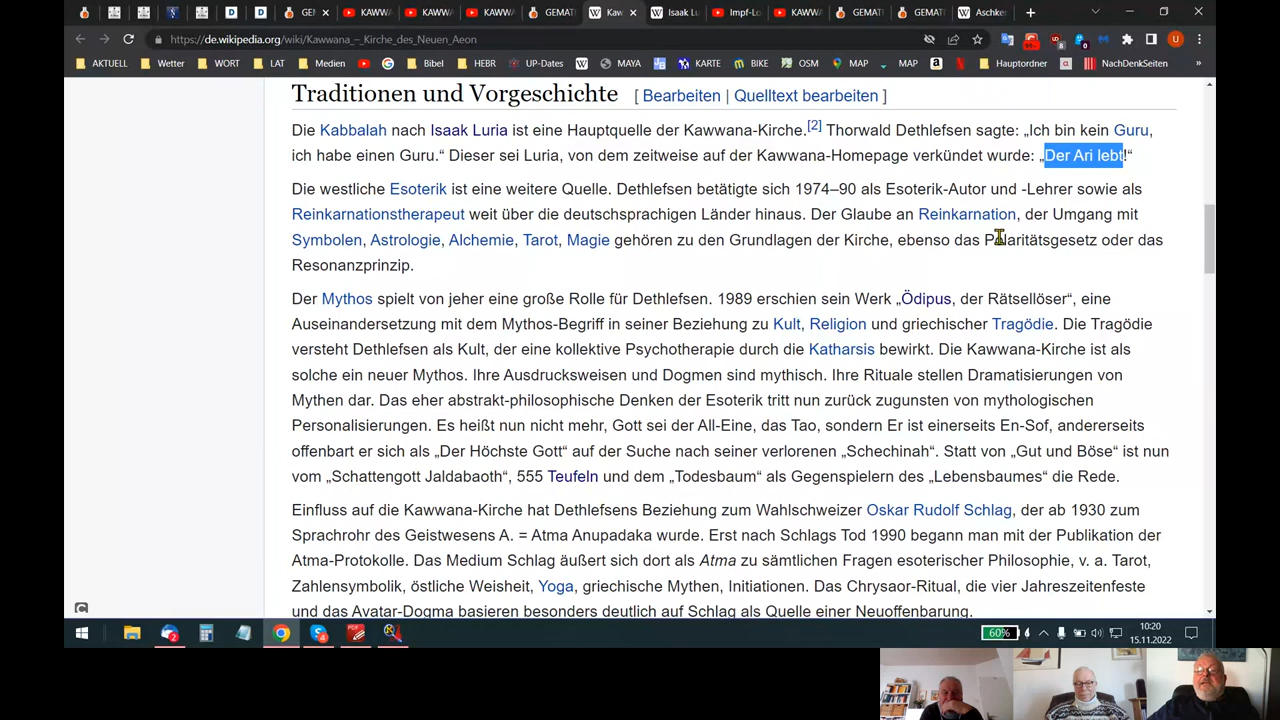 GEM
KAWWA
KAWW
KAWW
GEMAT
Kaw
Isaak Lu
Impf-Lo
KAWW
GEMAT
GEMAT
Aschke
https://de.wikipedia.org/wiki/Kawwana_–_Kirche_des_Neuen_Aeon
AKTUELL Wetter WORT LAT Medien Bibel HEBR UP-Dates MAYA KARTE BIKE OSM MAP MAP Hauptordner NachDenkSeiten »
Traditionen und Vorgeschichte [ Bearbeiten | Quelltext bearbeiten ]
Die Kabbalah nach Isaak Luria ist eine Hauptquelle der Kawwana-Kirche.[2] Thorwald Dethlefsen sagte: „Ich bin kein Guru,
ich habe einen Guru.“ Dieser sei Luria, von dem zeitweise auf der Kawwana-Homepage verkündet wurde: „Der Ari lebt!“
Die westliche Esoterik ist eine weitere Quelle. Dethlefsen betätigte sich 1974–90 als Esoterik-Autor und -Lehrer sowie als
Reinkarnationstherapeut weit über die deutschsprachigen Länder hinaus. Der Glaube an Reinkarnation, der Umgang mit
Symbolen, Astrologie, Alchemie, Tarot, Magie gehören zu den Grundlagen der Kirche, ebenso das Polaritätsgesetz oder das
Resonanzprinzip.
Der Mythos spielt von jeher eine große Rolle für Dethlefsen. 1989 erschien sein Werk „Ödipus, der Rätsellöser“, eine
Auseinandersetzung mit dem Mythos-Begriff in seiner Beziehung zu Kult, Religion und griechischer Tragödie. Die Tragödie
versteht Dethlefsen als Kult, der eine kollektive Psychotherapie durch die Katharsis bewirkt. Die Kawwana-Kirche ist als
solche ein neuer Mythos. Ihre Ausdrucksweisen und Dogmen sind mythisch. Ihre Rituale stellen Dramatisierungen von
Mythen dar. Das eher abstrakt-philosophische Denken der Esoterik tritt nun zurück zugunsten von mythologischen
Personalisierungen. Es heißt nun nicht mehr, Gott sei der All-Eine, das Tao, sondern Er ist einerseits En-Sof, andererseits
offenbart er sich als „Der Höchste Gott“ auf der Suche nach seiner verlorenen „Schechinah“. Statt von „Gut und Böse“ ist nun
vom „Schattengott Jaldabaoth“, 555 Teufeln und dem „Todesbaum“ als Gegenspielern des „Lebensbaumes“ die Rede.
Einfluss auf die Kawwana-Kirche hat Dethlefsens Beziehung zum Wahlschweizer Oskar Rudolf Schlag, der ab 1930 zum
Sprachrohr des Geistwesens A. = Atma Anupadaka wurde. Erst nach Schlags Tod 1990 begann man mit der Publikation der
Atma-Protokolle. Das Medium Schlag äußert sich dort als Atma zu sämtlichen Fragen esoterischer Philosophie, v. a. Tarot,
Zahlensymbolik, östliche Weisheit, Yoga, griechische Mythen, Initiationen. Das Chrysaor-Ritual, die vier Jahreszeitenfeste
und das Avatar-Dogma basieren besonders deutlich auf Schlag als Quelle einer Neuoffenbarung.
60%
10:20
15.11.2022